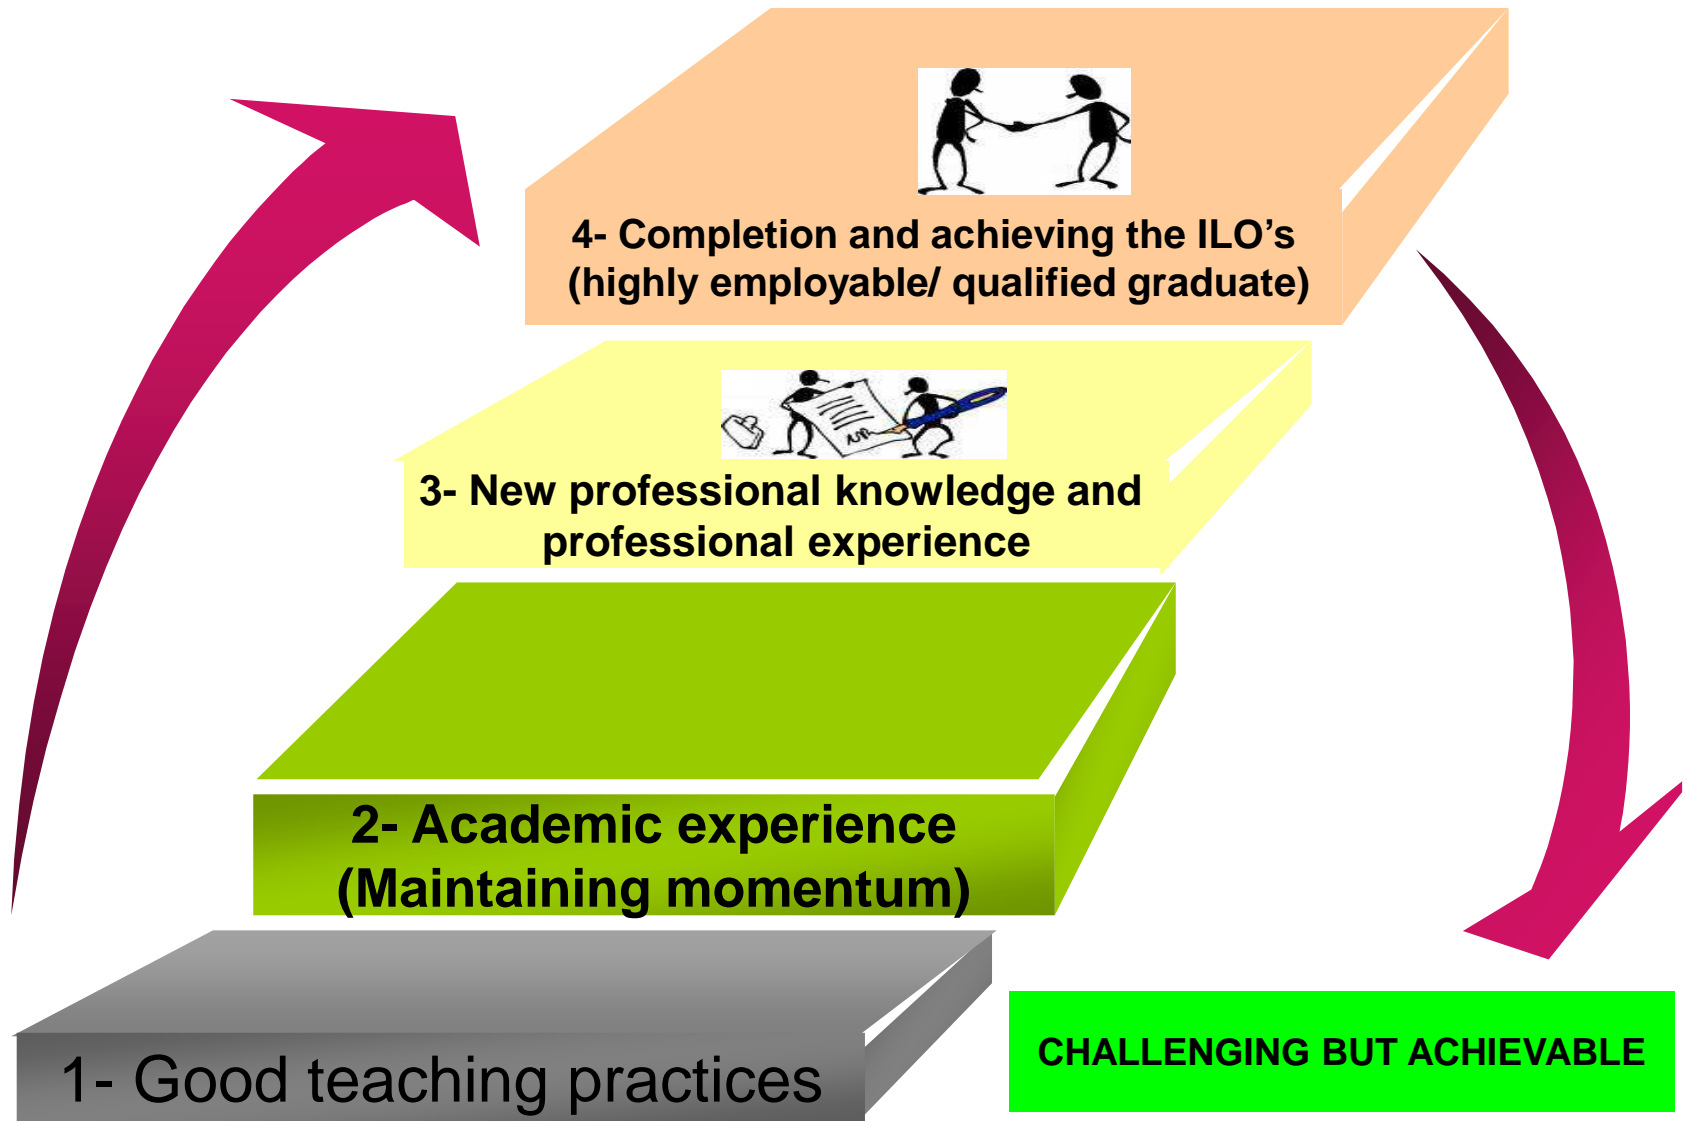 4- Completion and achieving the ILO’s
(highly employable/ qualified graduate)
3- New professional knowledge and
professional experience
2- Academic experience
(Maintaining momentum)
1- Good teaching practices
CHALLENGING BUT ACHIEVABLE